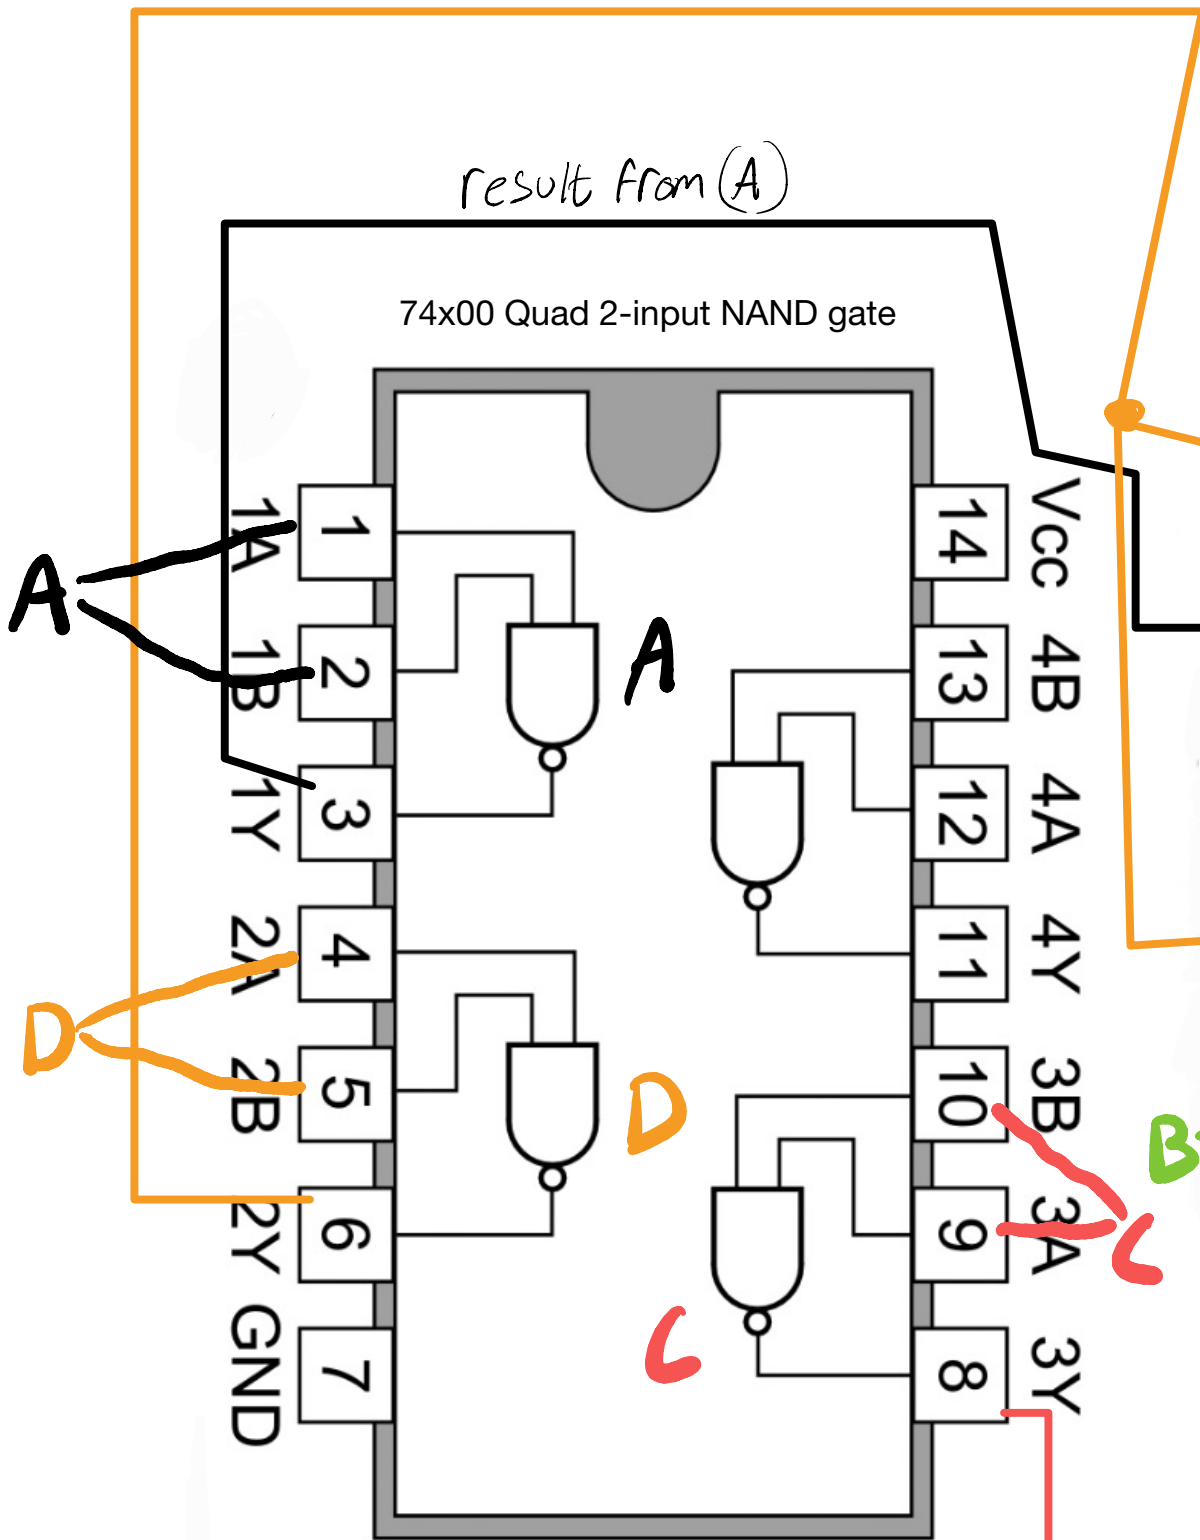 result from (A)
74x00 Quad 2-input NAND gate
1A
1
14
Vcc
A
1B
2
A
13
4B
1Y
3
12
4A
2A
4
11
4Y
D
2B
5
D
10
3B
B
2Y
6
9
3A
C
GND
7
C
8
3Y